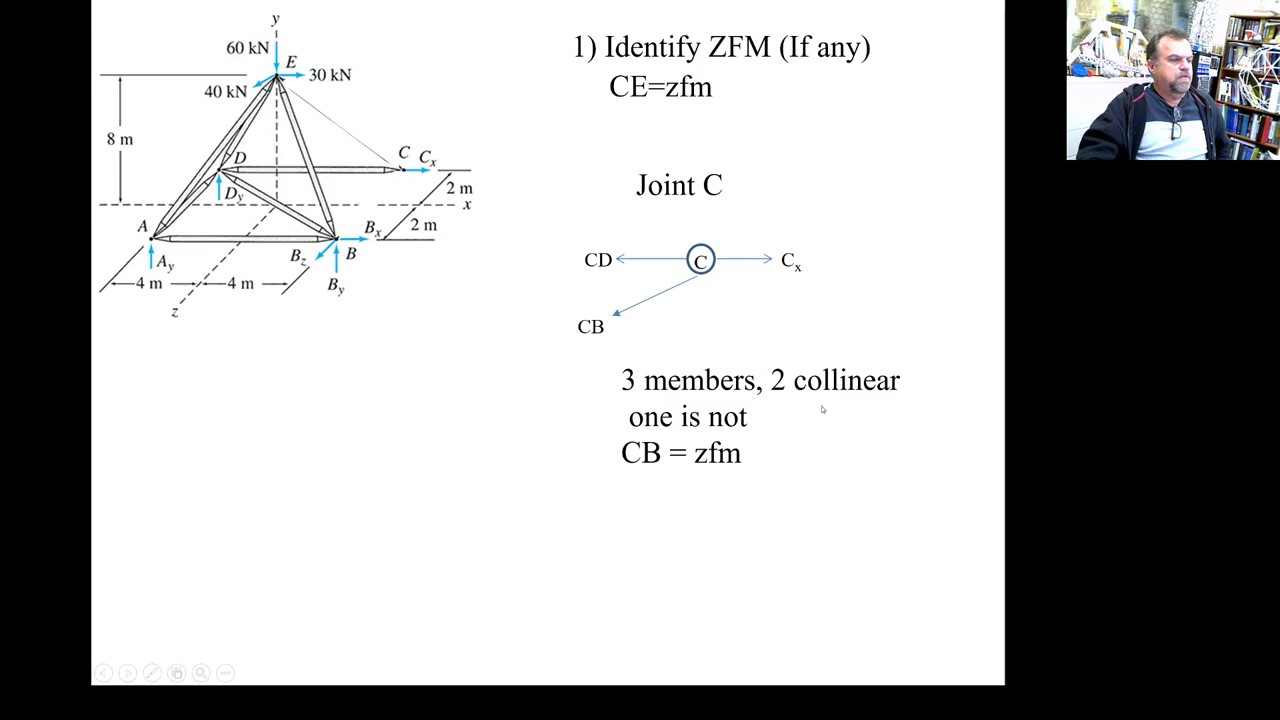 y
60 kN
E
30 kN
40 kN
8 m
D
C Cx
Dy
2 m
x
A
Bx
2 m
Ay
Bz
B
4 m
4 m
By
z
1) Identify ZFM (If any)
CE=zfm
Joint C
CD
C
Cx
CB
3 members, 2 collinear
one is not
CB = zfm